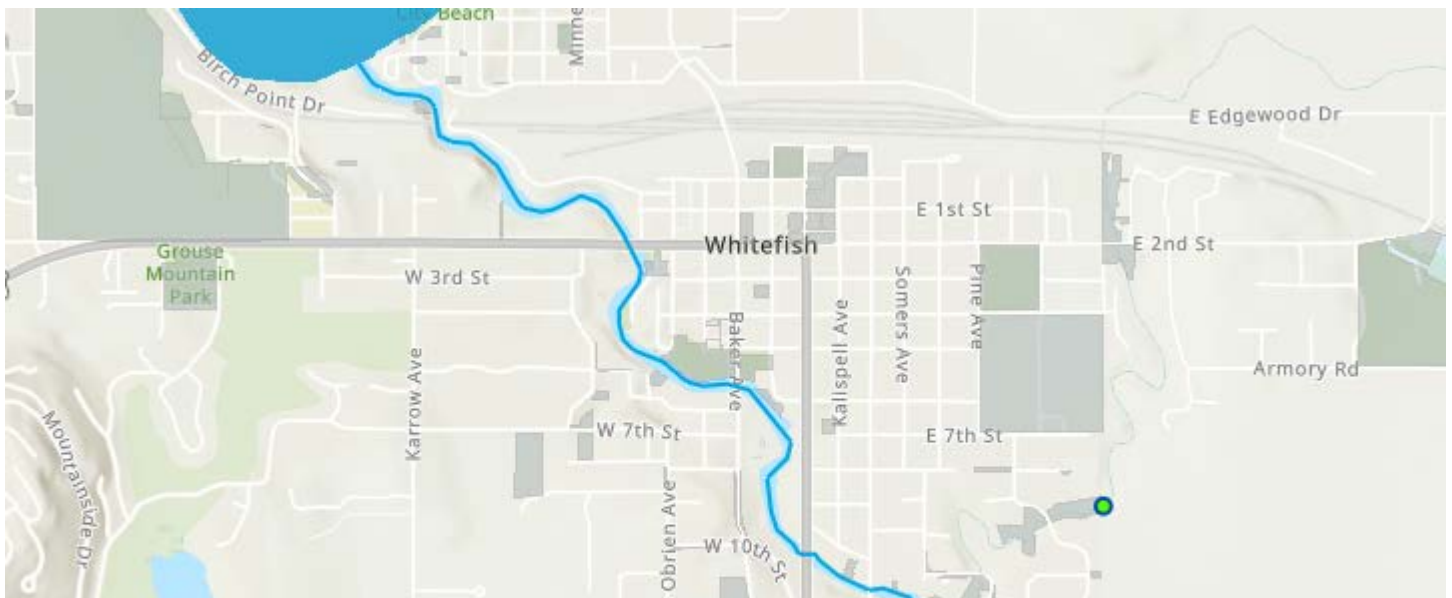 City Beach
Minne
Birch Point Dr
E Edgewood Dr
E 1st St
Whitefish
E 2nd St
Grouse
Mountain
Park
W 3rd St
Somers Ave
Pine Ave
Kalispell Ave
Baker Ave
Karrow Ave
Armory Rd
Mountainside Dr
W 7th St
E 7th St
Obrien Ave
W 10th St